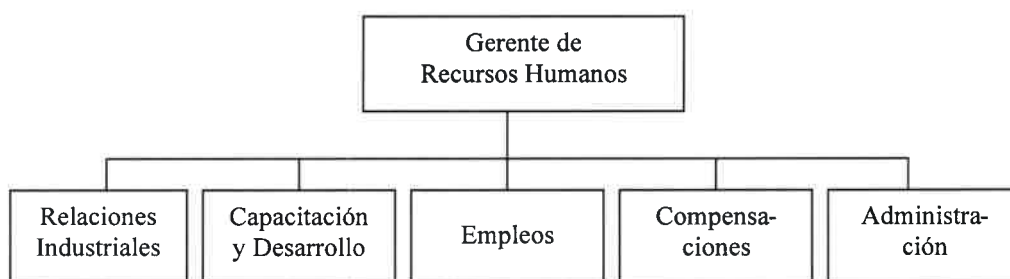 Gerente de
Recursos Humanos
Relaciones
Industriales
Capacitación
y Desarrollo
Empleos
Compensa-
ciones
Administra-
ción